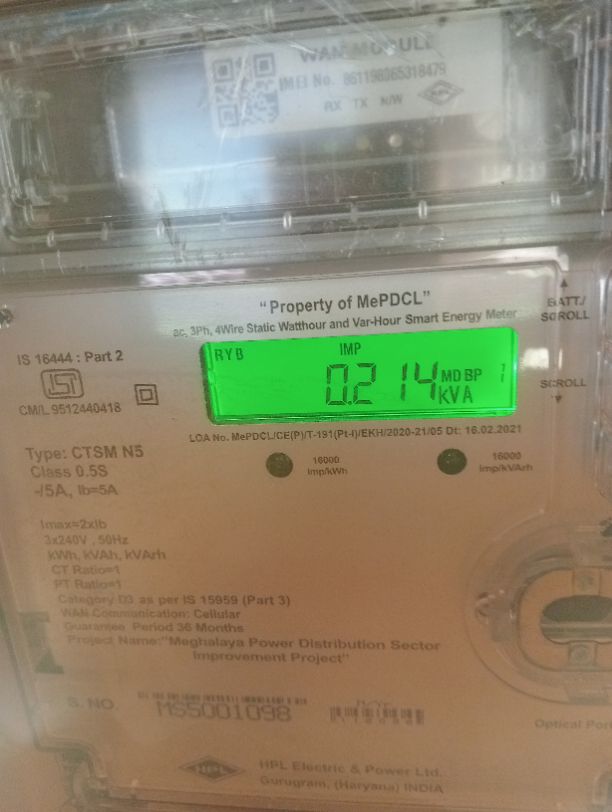 WAN MODULE
IMEI No. 861198065318479
RX TX N/W
HPL
"Property of MePDCL"
ac, 3Ph, 4Wire Static Watthour and Var-Hour Smart Energy Meter
BATT./
SCROLL
IS 16444 : Part 2
CM/L 9512440418
RYB IMP
0.214 MD BP
kVA
SCROLL
LOA No. MePDCL/CE(P)/T-191(Pt-I)/EKH/2020-21/05 Dt: 16.02.2021
Type: CTSM N5
Class 0.5S
-/5A, Ib=5A
16000
Imp/kWh
16000
Imp/kVArh
Imax=2xIb
3x240V , 50Hz
kWh, kVAh, kVArh
CT Ratio=1
PT Ratio=1
Category D3 as per IS 15959 (Part 3)
WAN Communication: Cellular
Guarantee Period 36 Months
Project Name:"Meghalaya Power Distribution Sector
Improvement Project"
S. NO.
MS5001098
Optical Port
HPL
HPL Electric & Power Ltd.
Gurugram, (Haryana) INDIA